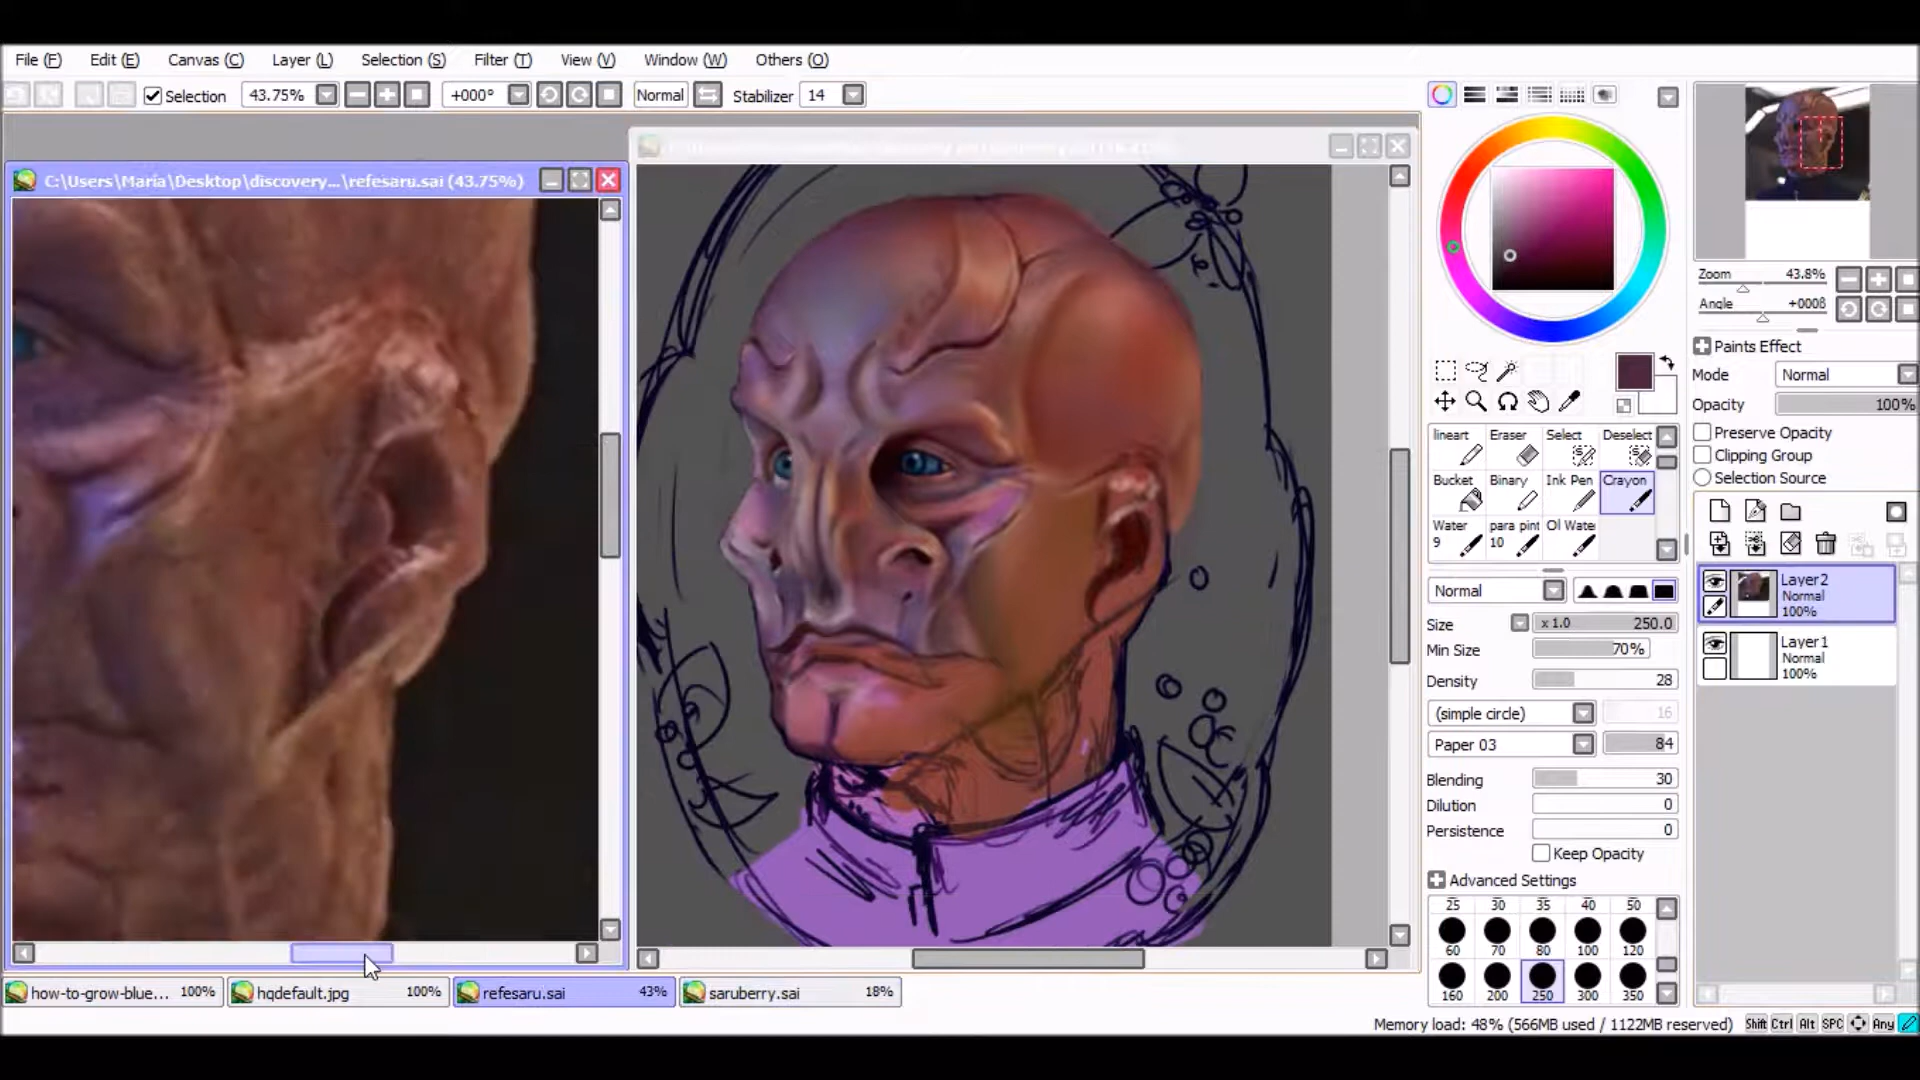 File (F) Edit (E) Canvas (C) Layer (L) Selection (S) Filter (T) View (V) Window (W) Others (O)
Selection 43.75% +000° Normal Stabilizer 14
C:\Users\Maria\Desktop\discovery...\refesaru.sai (43.75%)
Zoom 43.8%
Angle +000ß
Paints Effect
Mode Normal
Opacity 100%
Preserve Opacity
Clipping Group
Selection Source
lineart Eraser Select Deselect
Bucket Binary Ink Pen Crayon
Water 9 para pint 10 Ol Wate
Normal
Size x 1.0 250.0
Min Size 70%
Density 28
(simple circle) 16
Paper 03 84
Blending 30
Dilution 0
Persistence 0
Keep Opacity
Advanced Settings
25 30 35 40 50
60 70 80 100 120
160 200 250 300 350
Layer2
Normal
100%
Layer1
Normal
100%
how-to-grow-blue... 100% hqdefault.jpg 100% refesaru.sai 43% saruberry.sai 18%
Memory load: 48% (566MB used / 1122MB reserved) Shift Ctrl Alt SPC Any